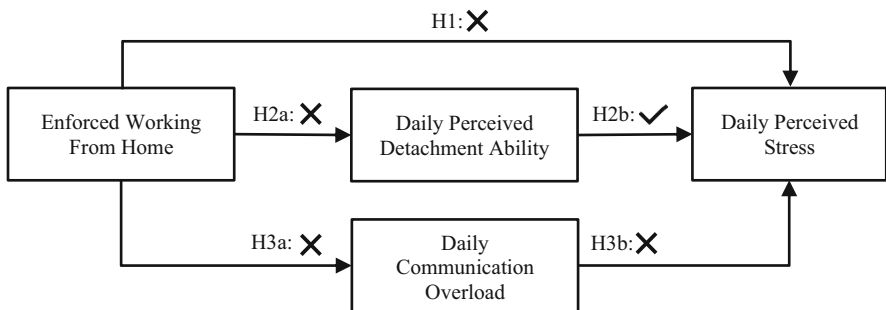 H1:
Enforced Working
From Home
H2a:
Daily Perceived
Detachment Ability
H2b:
Daily Perceived
Stress
H3a:
Daily
Communication
Overload
H3b: